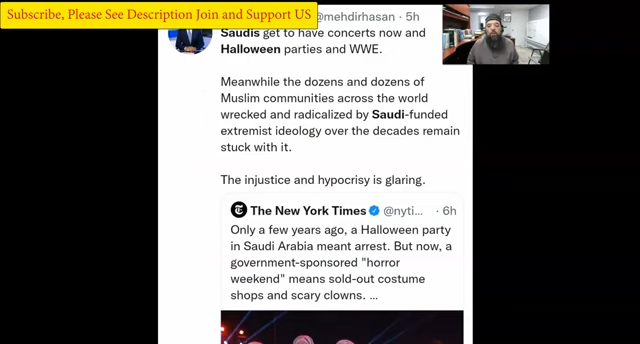 Subscribe, Please See Description Join and Support US
@mehdirhasan · 5h
Saudis get to have concerts now and
Halloween parties and WWE.
Meanwhile the dozens and dozens of
Muslim communities across the world
wrecked and radicalized by Saudi-funded
extremist ideology over the decades remain
stuck with it.
The injustice and hypocrisy is glaring.
The New York Times @nyti... · 6h
Only a few years ago, a Halloween party
in Saudi Arabia meant arrest. But now, a
government-sponsored "horror
weekend" means sold-out costume
shops and scary clowns. ...